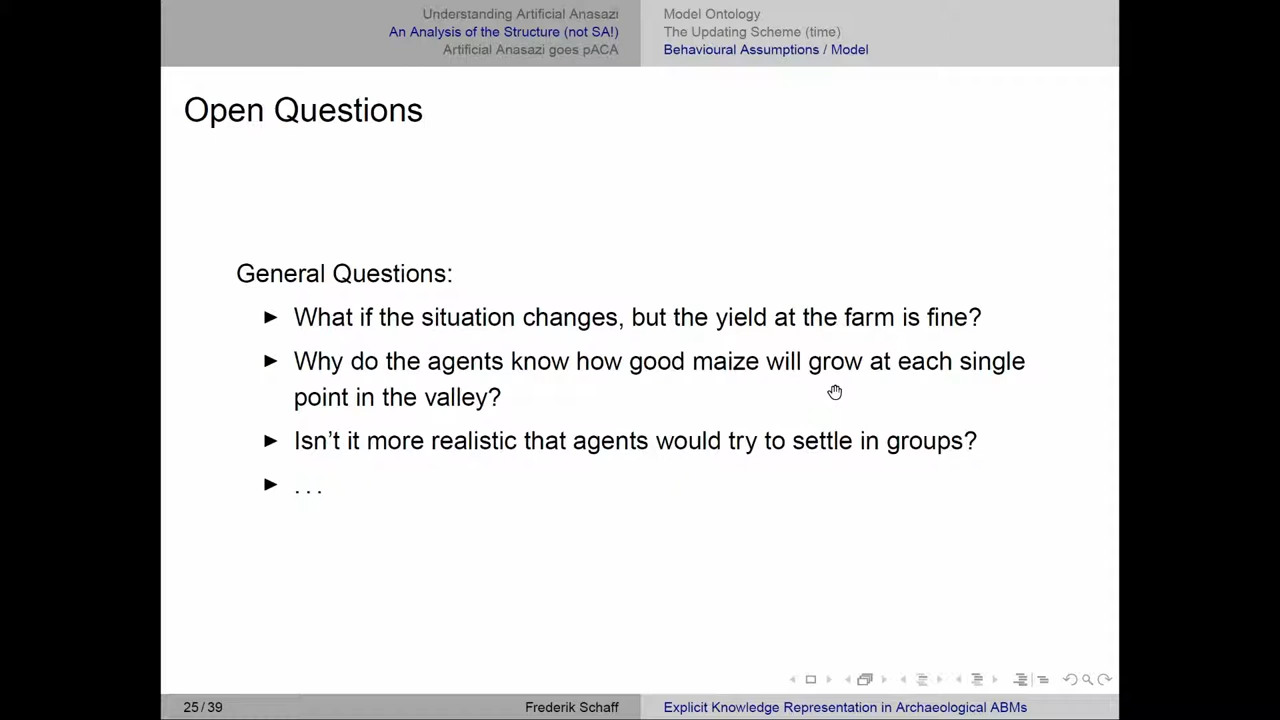 Understanding Artificial Anasazi
An Analysis of the Structure (not SA!)
Artificial Anasazi goes pACA
Model Ontology
The Updating Scheme (time)
Behavioural Assumptions / Model
Open Questions
General Questions:
► What if the situation changes, but the yield at the farm is fine?
► Why do the agents know how good maize will grow at each single
point in the valley?
► Isn't it more realistic that agents would try to settle in groups?
► . . .
25 / 39
Frederik Schaff
Explicit Knowledge Representation in Archaeological ABMs